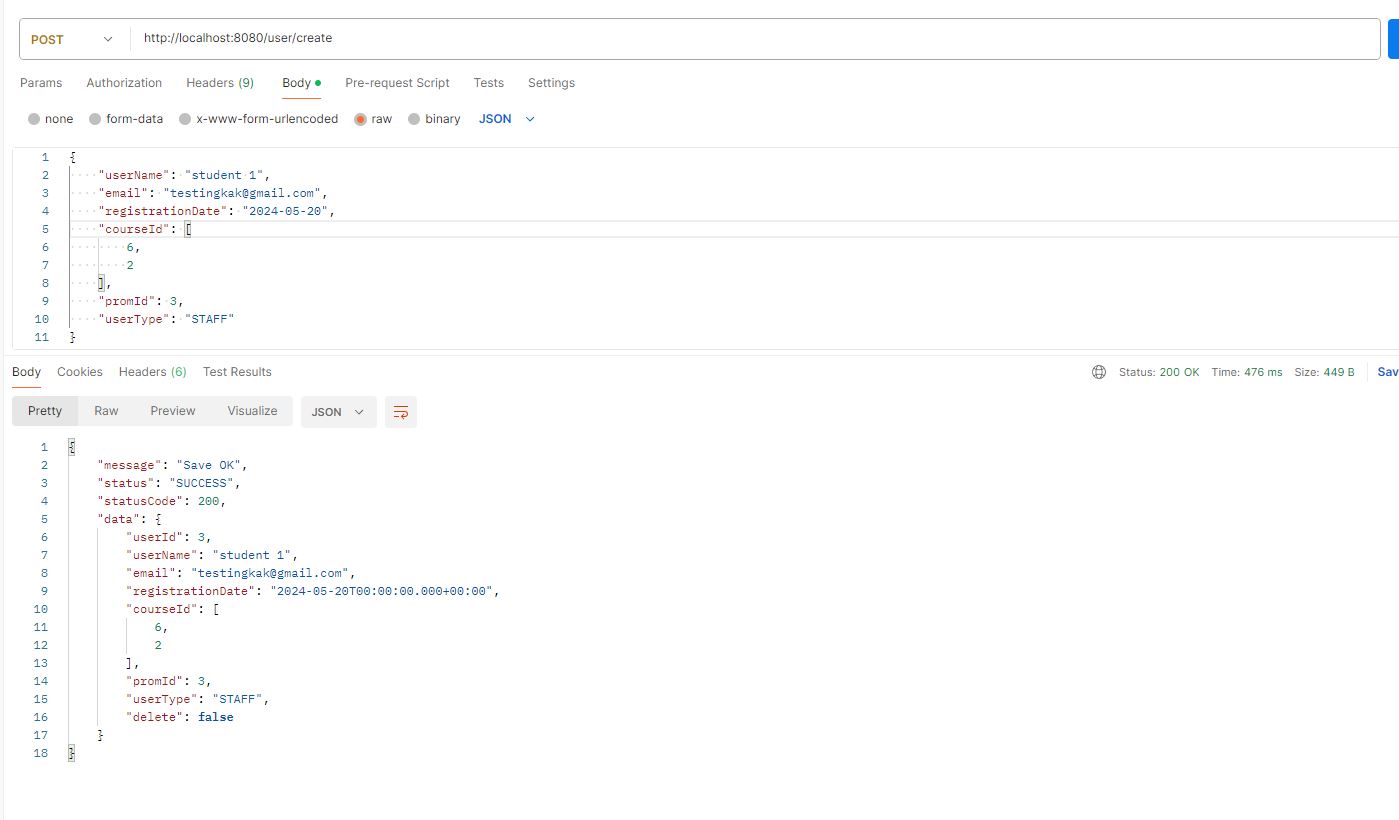 POST http://localhost:8080/user/create
Params Authorization Headers (9) Body Pre-request Script Tests Settings
none form-data x-www-form-urlencoded raw binary JSON
1 {
2 "userName": "student 1",
3 "email": "testingkak@gmail.com",
4 "registrationDate": "2024-05-20",
5 "courseId": [
6 6,
7 2
8 ],
9 "promId": 3,
10 "userType": "STAFF"
11 }
Body Cookies Headers (6) Test Results Status: 200 OK Time: 476 ms Size: 449 B Sav
Pretty Raw Preview Visualize JSON
1 {
2 "message": "Save OK",
3 "status": "SUCCESS",
4 "statusCode": 200,
5 "data": {
6 "userId": 3,
7 "userName": "student 1",
8 "email": "testingkak@gmail.com",
9 "registrationDate": "2024-05-20T00:00:00.000+00:00",
10 "courseId": [
11 6,
12 2
13 ],
14 "promId": 3,
15 "userType": "STAFF",
16 "delete": false
17 }
18 }